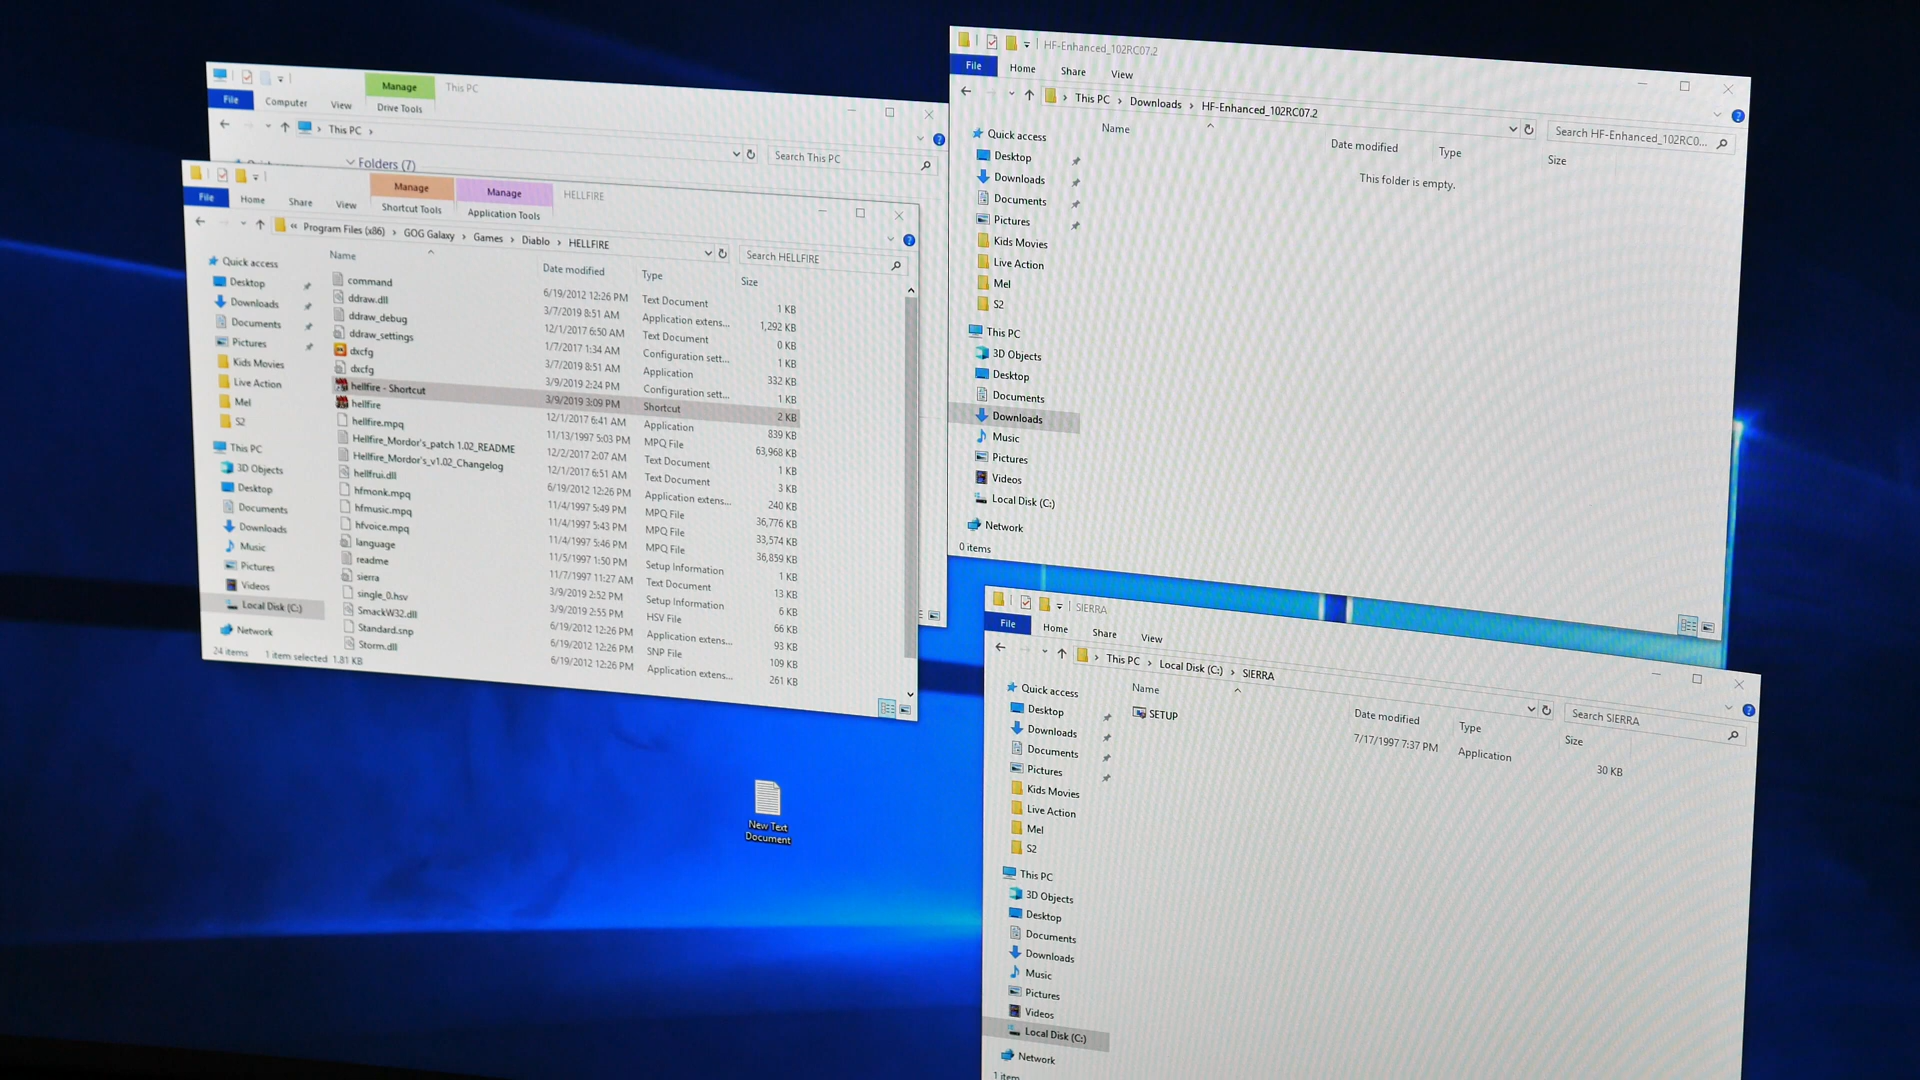 Manage
This PC
File
Computer
View
Drive Tools
This PC
Search This PC
Folders (7)
Manage
Manage
HELLFIRE
File
Home
Share
View
Shortcut Tools
Application Tools
« Program Files (x86) › GOG Galaxy › Games › Diablo › HELLFIRE
Search HELLFIRE
Name
Date modified
Type
Size
Quick access
Desktop
Downloads
Documents
Pictures
Kids Movies
Live Action
Mel
S2
This PC
3D Objects
Desktop
Documents
Downloads
Music
Pictures
Videos
Local Disk (C:)
Network
command 6/19/2012 12:26 PM Text Document 1 KB
ddraw.dll 3/7/2019 8:51 AM Application extens... 1,292 KB
ddraw_debug 12/1/2017 6:50 AM Text Document 0 KB
ddraw_settings 1/7/2017 1:34 AM Configuration sett... 1 KB
dxcfg 3/7/2019 8:51 AM Application 332 KB
dxcfg 3/9/2019 2:24 PM Configuration sett... 1 KB
hellfire - Shortcut 3/9/2019 3:09 PM Shortcut 2 KB
hellfire 12/1/2017 6:41 AM Application 839 KB
hellfire.mpq 11/13/1997 5:03 PM MPQ File 63,968 KB
Hellfire_Mordor's_patch 1.02_README 12/2/2017 2:07 AM Text Document 1 KB
Hellfire_Mordor's_v1.02_Changelog 12/1/2017 6:51 AM Text Document 3 KB
hellfrui.dll 6/19/2012 12:26 PM Application extens... 240 KB
hfmonk.mpq 11/4/1997 5:49 PM MPQ File 36,776 KB
hfmusic.mpq 11/4/1997 5:43 PM MPQ File 33,574 KB
hfvoice.mpq 11/4/1997 5:46 PM MPQ File 36,859 KB
language 11/5/1997 1:50 PM Setup Information 1 KB
readme 11/7/1997 11:27 AM Text Document 13 KB
sierra 3/9/2019 2:52 PM Setup Information 6 KB
single_0.hsv 3/9/2019 2:55 PM HSV File 66 KB
SmackW32.dll 6/19/2012 12:26 PM Application extens... 93 KB
Standard.snp 6/19/2012 12:26 PM SNP File 109 KB
Storm.dll 6/19/2012 12:26 PM Application extens... 261 KB
24 items 1 item selected 1.81 KB
HF-Enhanced_102RC07.2
File
Home
Share
View
This PC › Downloads › HF-Enhanced_102RC07.2
Search HF-Enhanced_102RC0...
Name
Date modified
Type
Size
This folder is empty.
Quick access
Desktop
Downloads
Documents
Pictures
Kids Movies
Live Action
Mel
S2
This PC
3D Objects
Desktop
Documents
Downloads
Music
Pictures
Videos
Local Disk (C:)
Network
0 items
SIERRA
File
Home
Share
View
This PC › Local Disk (C:) › SIERRA
Search SIERRA
Name
Date modified
Type
Size
SETUP 7/17/1997 7:37 PM Application 30 KB
Quick access
Desktop
Downloads
Documents
Pictures
Kids Movies
Live Action
Mel
S2
This PC
3D Objects
Desktop
Documents
Downloads
Music
Pictures
Videos
Local Disk (C:)
Network
1 item
New Text
Document